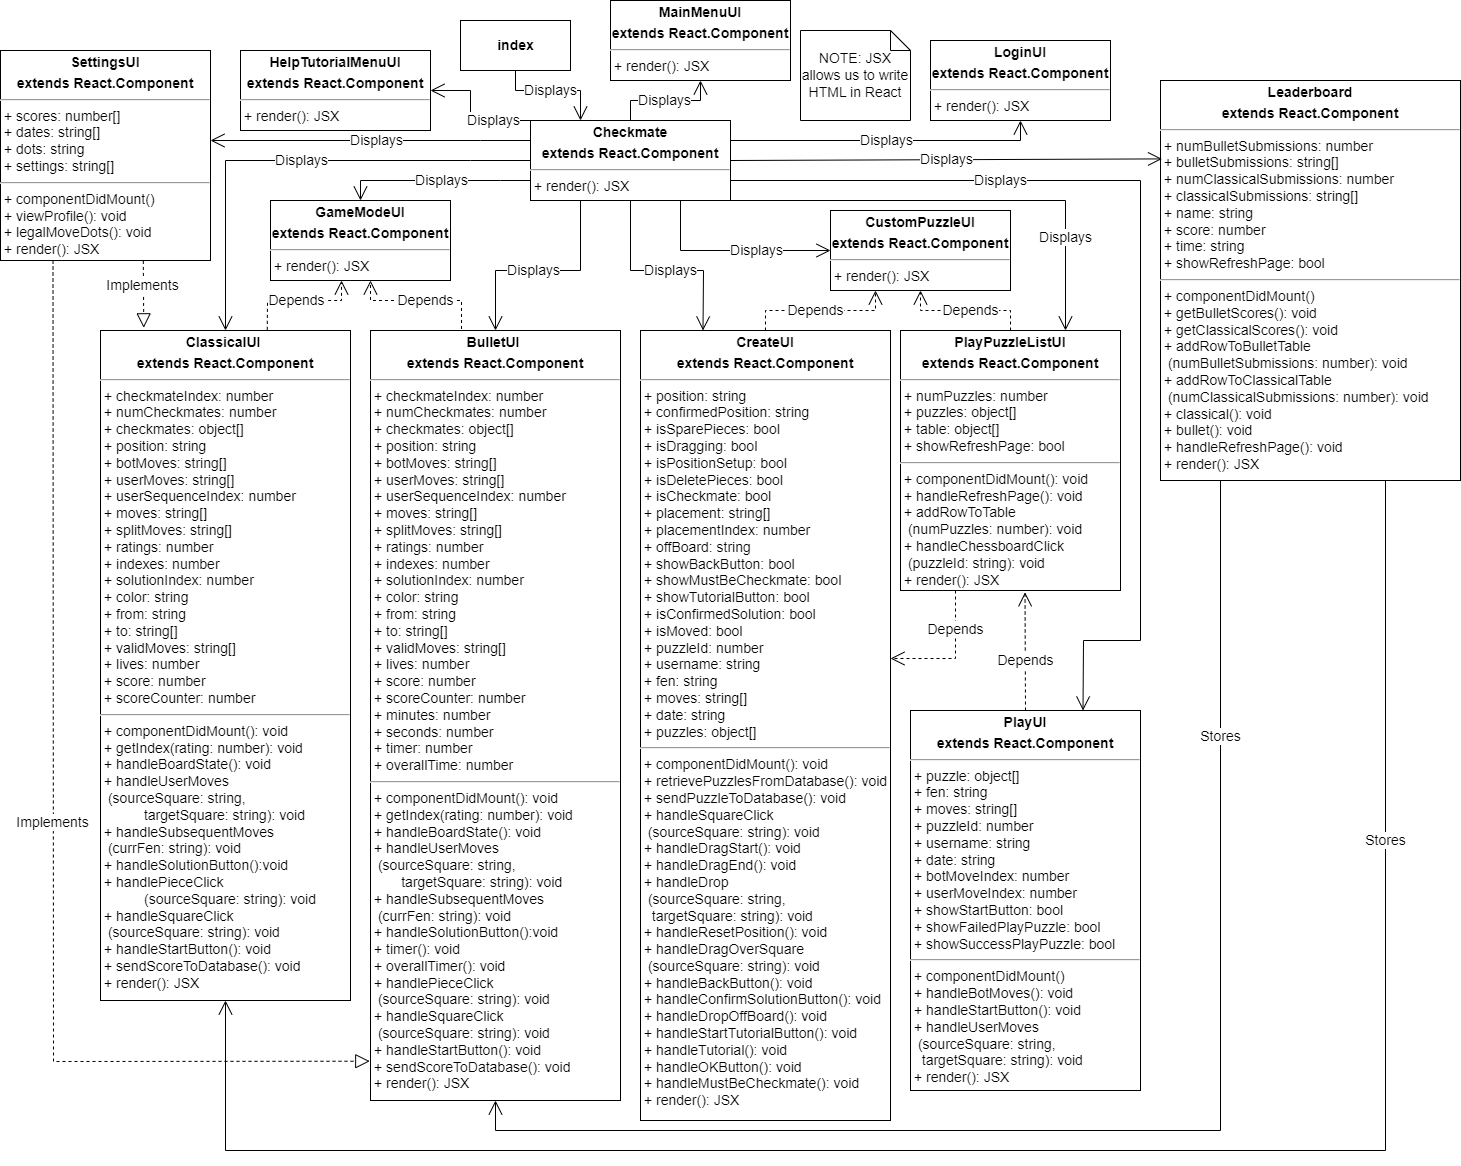 MainMenuUI
extends React.Component
+ render(): JSX
index
NOTE: JSX
allows us to write
HTML in React
LoginUI
extends React.Component
+ render(): JSX
SettingsUI
extends React.Component
+ scores: number[]
+ dates: string[]
+ dots: string
+ settings: string[]
+ componentDidMount()
+ viewProfile(): void
+ legalMoveDots(): void
+ render(): JSX
HelpTutorialMenuUI
extends React.Component
+ render(): JSX
Displays
Displays
Displays
Checkmate
extends React.Component
+ render(): JSX
Displays
Displays
Displays
Displays
Displays
Displays
Displays
Displays
Displays
Displays
Displays
Leaderboard
extends React.Component
+ numBulletSubmissions: number
+ bulletSubmissions: string[]
+ numClassicalSubmissions: number
+ classicalSubmissions: string[]
+ name: string
+ score: number
+ time: string
+ showRefreshPage: bool
+ componentDidMount()
+ getBulletScores(): void
+ getClassicalScores(): void
+ addRowToBulletTable
(numBulletSubmissions: number): void
+ addRowToClassicalTable
(numClassicalSubmissions: number): void
+ classical(): void
+ bullet(): void
+ handleRefreshPage(): void
+ render(): JSX
GameModeUI
extends React.Component
+ render(): JSX
CustomPuzzleUI
extends React.Component
+ render(): JSX
Implements
Depends
Depends
Depends
Depends
ClassicalUI
extends React.Component
+ checkmateIndex: number
+ numCheckmates: number
+ checkmates: object[]
+ position: string
+ botMoves: string[]
+ userMoves: string[]
+ userSequenceIndex: number
+ moves: string[]
+ splitMoves: string[]
+ ratings: number
+ indexes: number
+ solutionIndex: number
+ color: string
+ from: string
+ to: string[]
+ validMoves: string[]
+ lives: number
+ score: number
+ scoreCounter: number
+ componentDidMount(): void
+ getIndex(rating: number): void
+ handleBoardState(): void
+ handleUserMoves
(sourceSquare: string,
targetSquare: string): void
+ handleSubsequentMoves
(currFen: string): void
+ handleSolutionButton():void
+ handlePieceClick
(sourceSquare: string): void
+ handleSquareClick
(sourceSquare: string): void
+ handleStartButton(): void
+ sendScoreToDatabase(): void
+ render(): JSX
BulletUI
extends React.Component
+ checkmateIndex: number
+ numCheckmates: number
+ checkmates: object[]
+ position: string
+ botMoves: string[]
+ userMoves: string[]
+ userSequenceIndex: number
+ moves: string[]
+ splitMoves: string[]
+ ratings: number
+ indexes: number
+ solutionIndex: number
+ color: string
+ from: string
+ to: string[]
+ validMoves: string[]
+ lives: number
+ score: number
+ scoreCounter: number
+ minutes: number
+ seconds: number
+ timer: number
+ overallTime: number
+ componentDidMount(): void
+ getIndex(rating: number): void
+ handleBoardState(): void
+ handleUserMoves
(sourceSquare: string,
targetSquare: string): void
+ handleSubsequentMoves
(currFen: string): void
+ handleSolutionButton():void
+ timer(): void
+ overallTimer(): void
+ handlePieceClick
(sourceSquare: string): void
+ handleSquareClick
(sourceSquare: string): void
+ handleStartButton(): void
+ sendScoreToDatabase(): void
+ render(): JSX
CreateUI
extends React.Component
+ position: string
+ confirmedPosition: string
+ isSparePieces: bool
+ isDragging: bool
+ isPositionSetup: bool
+ isDeletePieces: bool
+ isCheckmate: bool
+ placement: string[]
+ placementIndex: number
+ offBoard: string
+ showBackButton: bool
+ showMustBeCheckmate: bool
+ showTutorialButton: bool
+ isConfirmedSolution: bool
+ isMoved: bool
+ puzzleId: number
+ username: string
+ fen: string
+ moves: string[]
+ date: string
+ puzzles: object[]
+ componentDidMount(): void
+ retrievePuzzlesFromDatabase(): void
+ sendPuzzleToDatabase(): void
+ handleSquareClick
(sourceSquare: string): void
+ handleDragStart(): void
+ handleDragEnd(): void
+ handleDrop
(sourceSquare: string,
targetSquare: string): void
+ handleResetPosition(): void
+ handleDragOverSquare
(sourceSquare: string): void
+ handleBackButton(): void
+ handleConfirmSolutionButton(): void
+ handleDropOffBoard(): void
+ handleStartTutorialButton(): void
+ handleTutorial(): void
+ handleOKButton(): void
+ handleMustBeCheckmate(): void
+ render(): JSX
PlayPuzzleListUI
extends React.Component
+ numPuzzles: number
+ puzzles: object[]
+ table: object[]
+ showRefreshPage: bool
+ componentDidMount(): void
+ handleRefreshPage(): void
+ addRowToTable
(numPuzzles: number): void
+ handleChessboardClick
(puzzleId: string): void
+ render(): JSX
Depends
Depends
PlayUI
extends React.Component
+ puzzle: object[]
+ fen: string
+ moves: string[]
+ puzzleId: number
+ username: string
+ date: string
+ botMoveIndex: number
+ userMoveIndex: number
+ showStartButton: bool
+ showFailedPlayPuzzle: bool
+ showSuccessPlayPuzzle: bool
+ componentDidMount()
+ handleBotMoves(): void
+ handleStartButton(): void
+ handleUserMoves
(sourceSquare: string,
targetSquare: string): void
+ render(): JSX
Stores
Stores
Implements